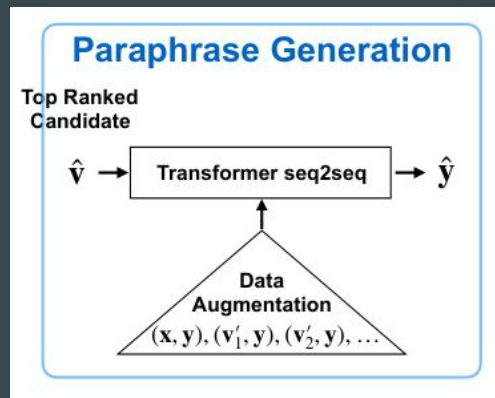 Paraphrase Generation
Top Ranked
Candidate
v̂ → Transformer seq2seq → ŷ
Data
Augmentation
(x, y), (v′₁, y), (v′₂, y), …